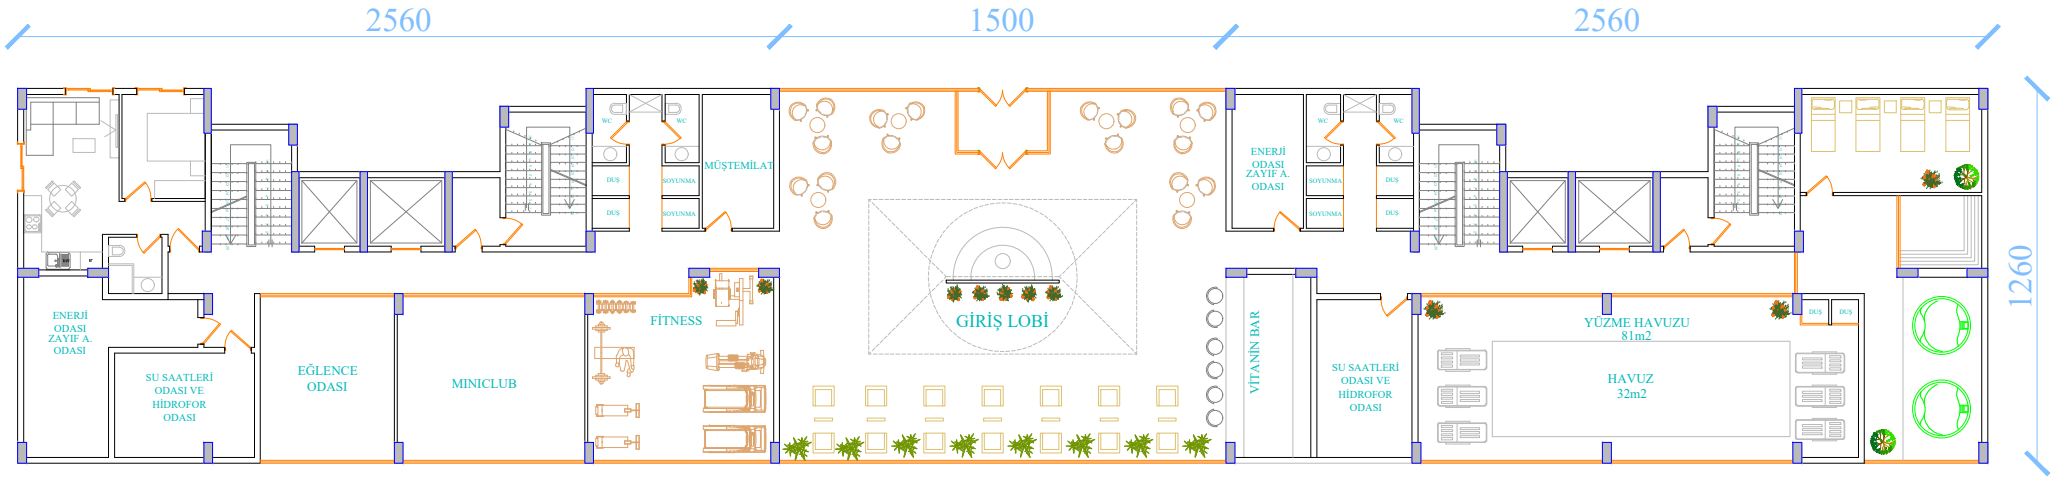 2560
1500
2560
WC
WC
WC
WC
MÜŞTEMİLAT
ENERJİ
ODASI
ZAYIF A.
ODASI
DUŞ
SOYUNMA
SOYUNMA
DUŞ
DUŞ
SOYUNMA
SOYUNMA
DUŞ
1260
ENERJİ
ODASI
ZAYIF A.
ODASI
FİTNESS
GİRİŞ LOBİ
VİTANİN BAR
YÜZME HAVUZU
81m2
DUŞ
DUŞ
SU SAATLERİ
ODASI VE
HİDROFOR
ODASI
EĞLENCE
ODASI
MINICLUB
SU SAATLERİ
ODASI VE
HİDROFOR
ODASI
HAVUZ
32m2